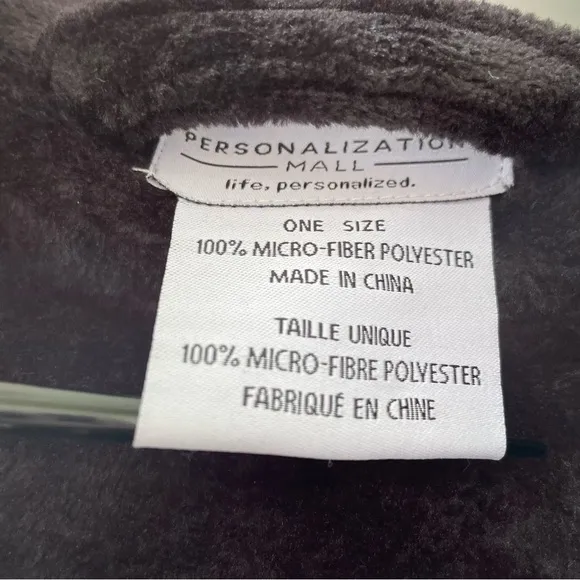 PERSONALIZATION
MALL
life, personalized.
ONE SIZE
100% MICRO-FIBER POLYESTER
MADE IN CHINA
TAILLE UNIQUE
100% MICRO-FIBRE POLYESTER
FABRIQUÉ EN CHINE